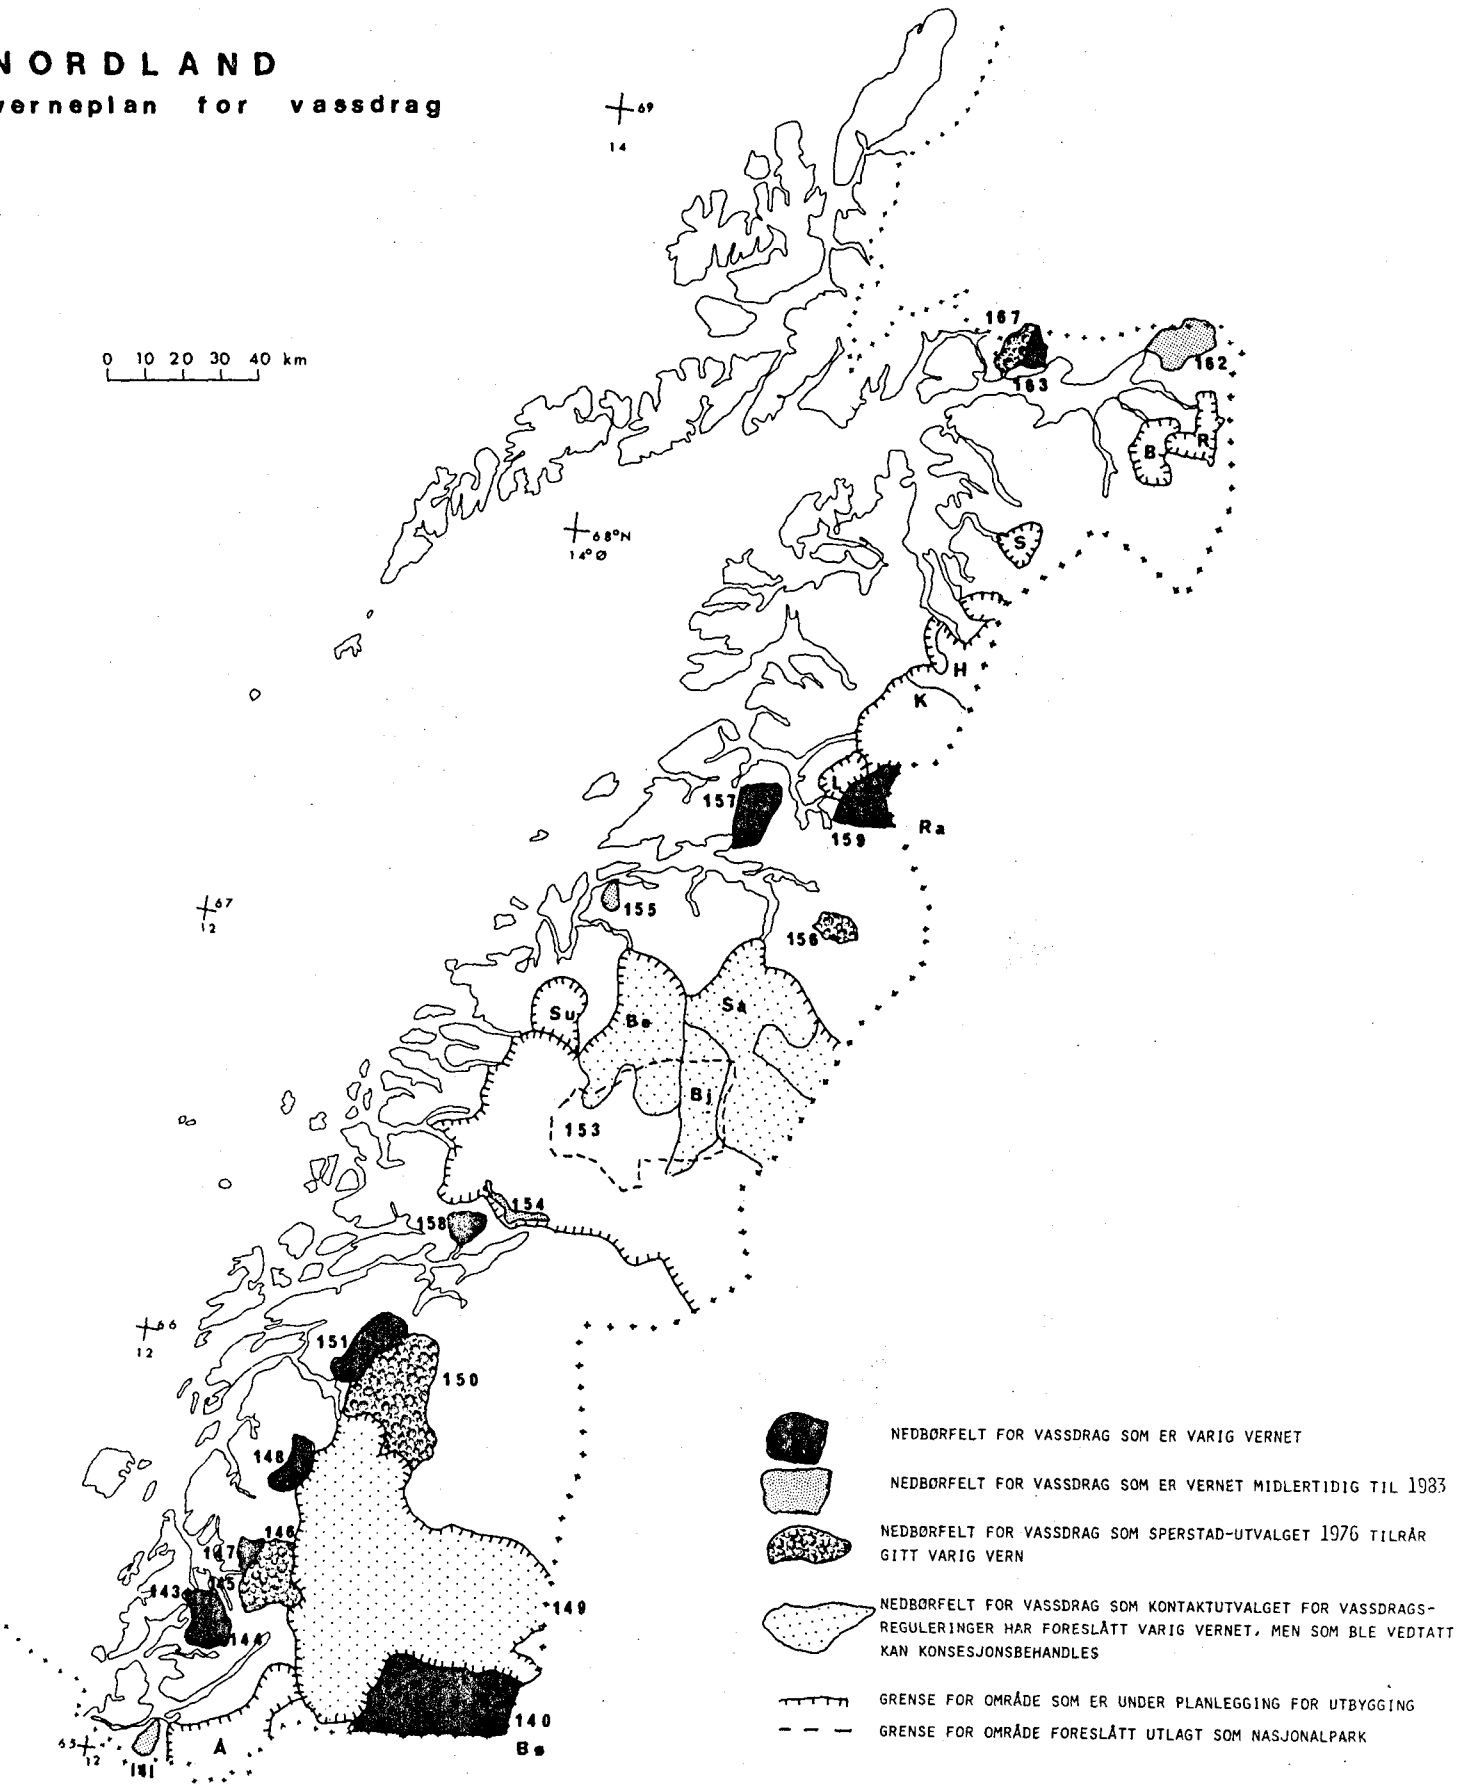 NORDLAND
verneplan for vassdrag
69
14
0 10 20 30 40 km
167
162
163
R
B
68°N
14°Ø
S
H
K
L
157
159
Ra
67
12
155
156
Su
Be
Sa
Bj
153
154
158
66
12
151
150
148
146
147
145
143
149
144
140
Bø
Å
65
12
141
NEDBØRFELT FOR VASSDRAG SOM ER VARIG VERNET
NEDBØRFELT FOR VASSDRAG SOM ER VERNET MIDLERTIDIG TIL 1983
NEDBØRFELT FOR VASSDRAG SOM SPERSTAD-UTVALGET 1976 TILRÅR
GITT VARIG VERN
NEDBØRFELT FOR VASSDRAG SOM KONTAKTUTVALGET FOR VASSDRAGS-
REGULERINGER HAR FORESLÅTT VARIG VERNET, MEN SOM BLE VEDTATT
KAN KONSESJONSBEHANDLES
GRENSE FOR OMRÅDE SOM ER UNDER PLANLEGGING FOR UTBYGGING
GRENSE FOR OMRÅDE FORESLÅTT UTLAGT SOM NASJONALPARK